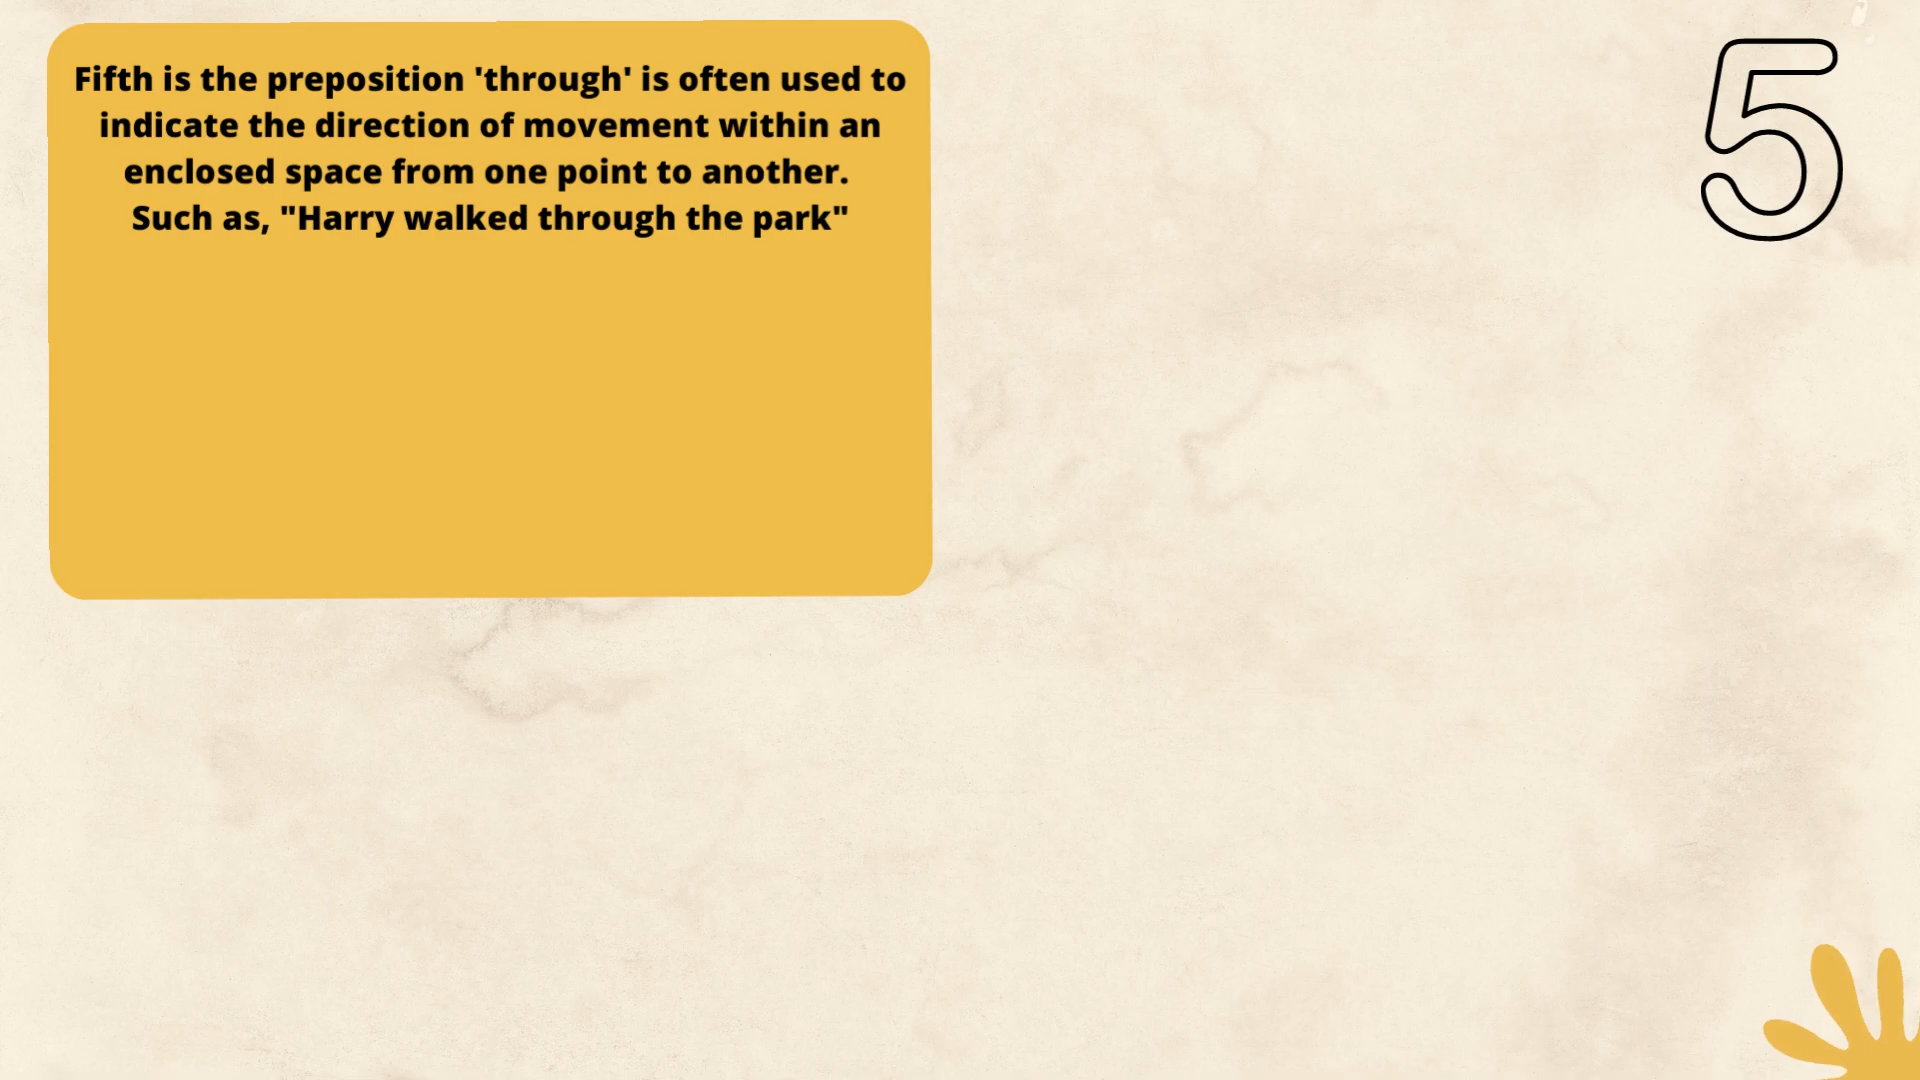 Fifth is the preposition 'through' is often used to
indicate the direction of movement within an
enclosed space from one point to another.
Such as, "Harry walked through the park"
5